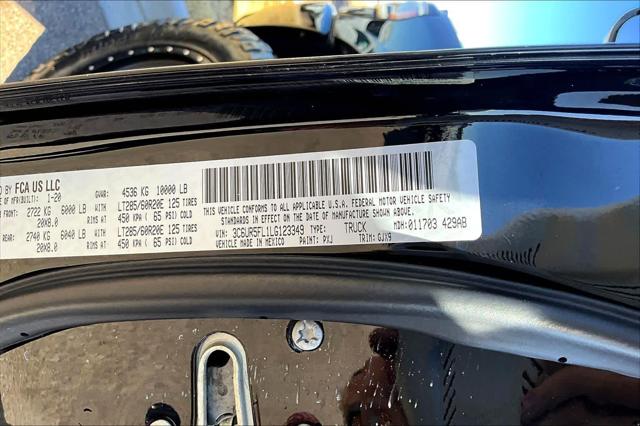 D BY FCA US LLC
OF MFR(BUILT): 1-20 GVWR: 4536 KG 10000 LB
FRONT: 2722 KG 6000 LB WITH LT285/60R20E 125 TIRES
20X8.0 RIMS AT 450 KPA ( 65 PSI) COLD
REAR: 2740 KG 6040 LB WITH LT285/60R20E 125 TIRES
20X8.0 RIMS AT 450 KPA ( 65 PSI) COLD
THIS VEHICLE CONFORMS TO ALL APPLICABLE U.S.A. FEDERAL MOTOR VEHICLE SAFETY
STANDARDS IN EFFECT ON THE DATE OF MANUFACTURE SHOWN ABOVE.
VIN: 3C6UR5FL1LG123349 TYPE: TRUCK MDH: 011703 429AB
VEHICLE MADE IN MEXICO PAINT: PXJ TRIM: GJX9